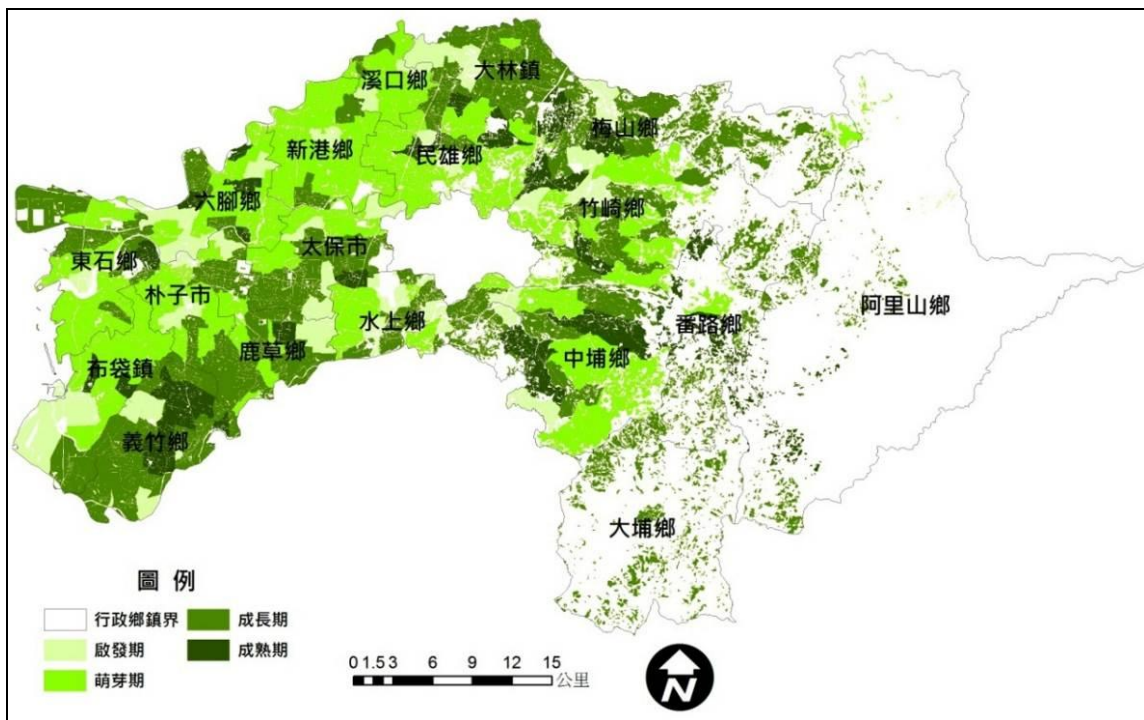 溪口鄉
大林鎮
梅山鄉
新港鄉
民雄鄉
六腳鄉
竹崎鄉
太保市
東石鄉
朴子市
阿里山鄉
水上鄉
番路鄉
鹿草鄉
中埔鄉
布袋鎮
義竹鄉
大埔鄉
圖 例
行政鄉鎮界
成長期
啟發期
成熟期
萌芽期
0 1.5 3 6 9 12 15
公里
N